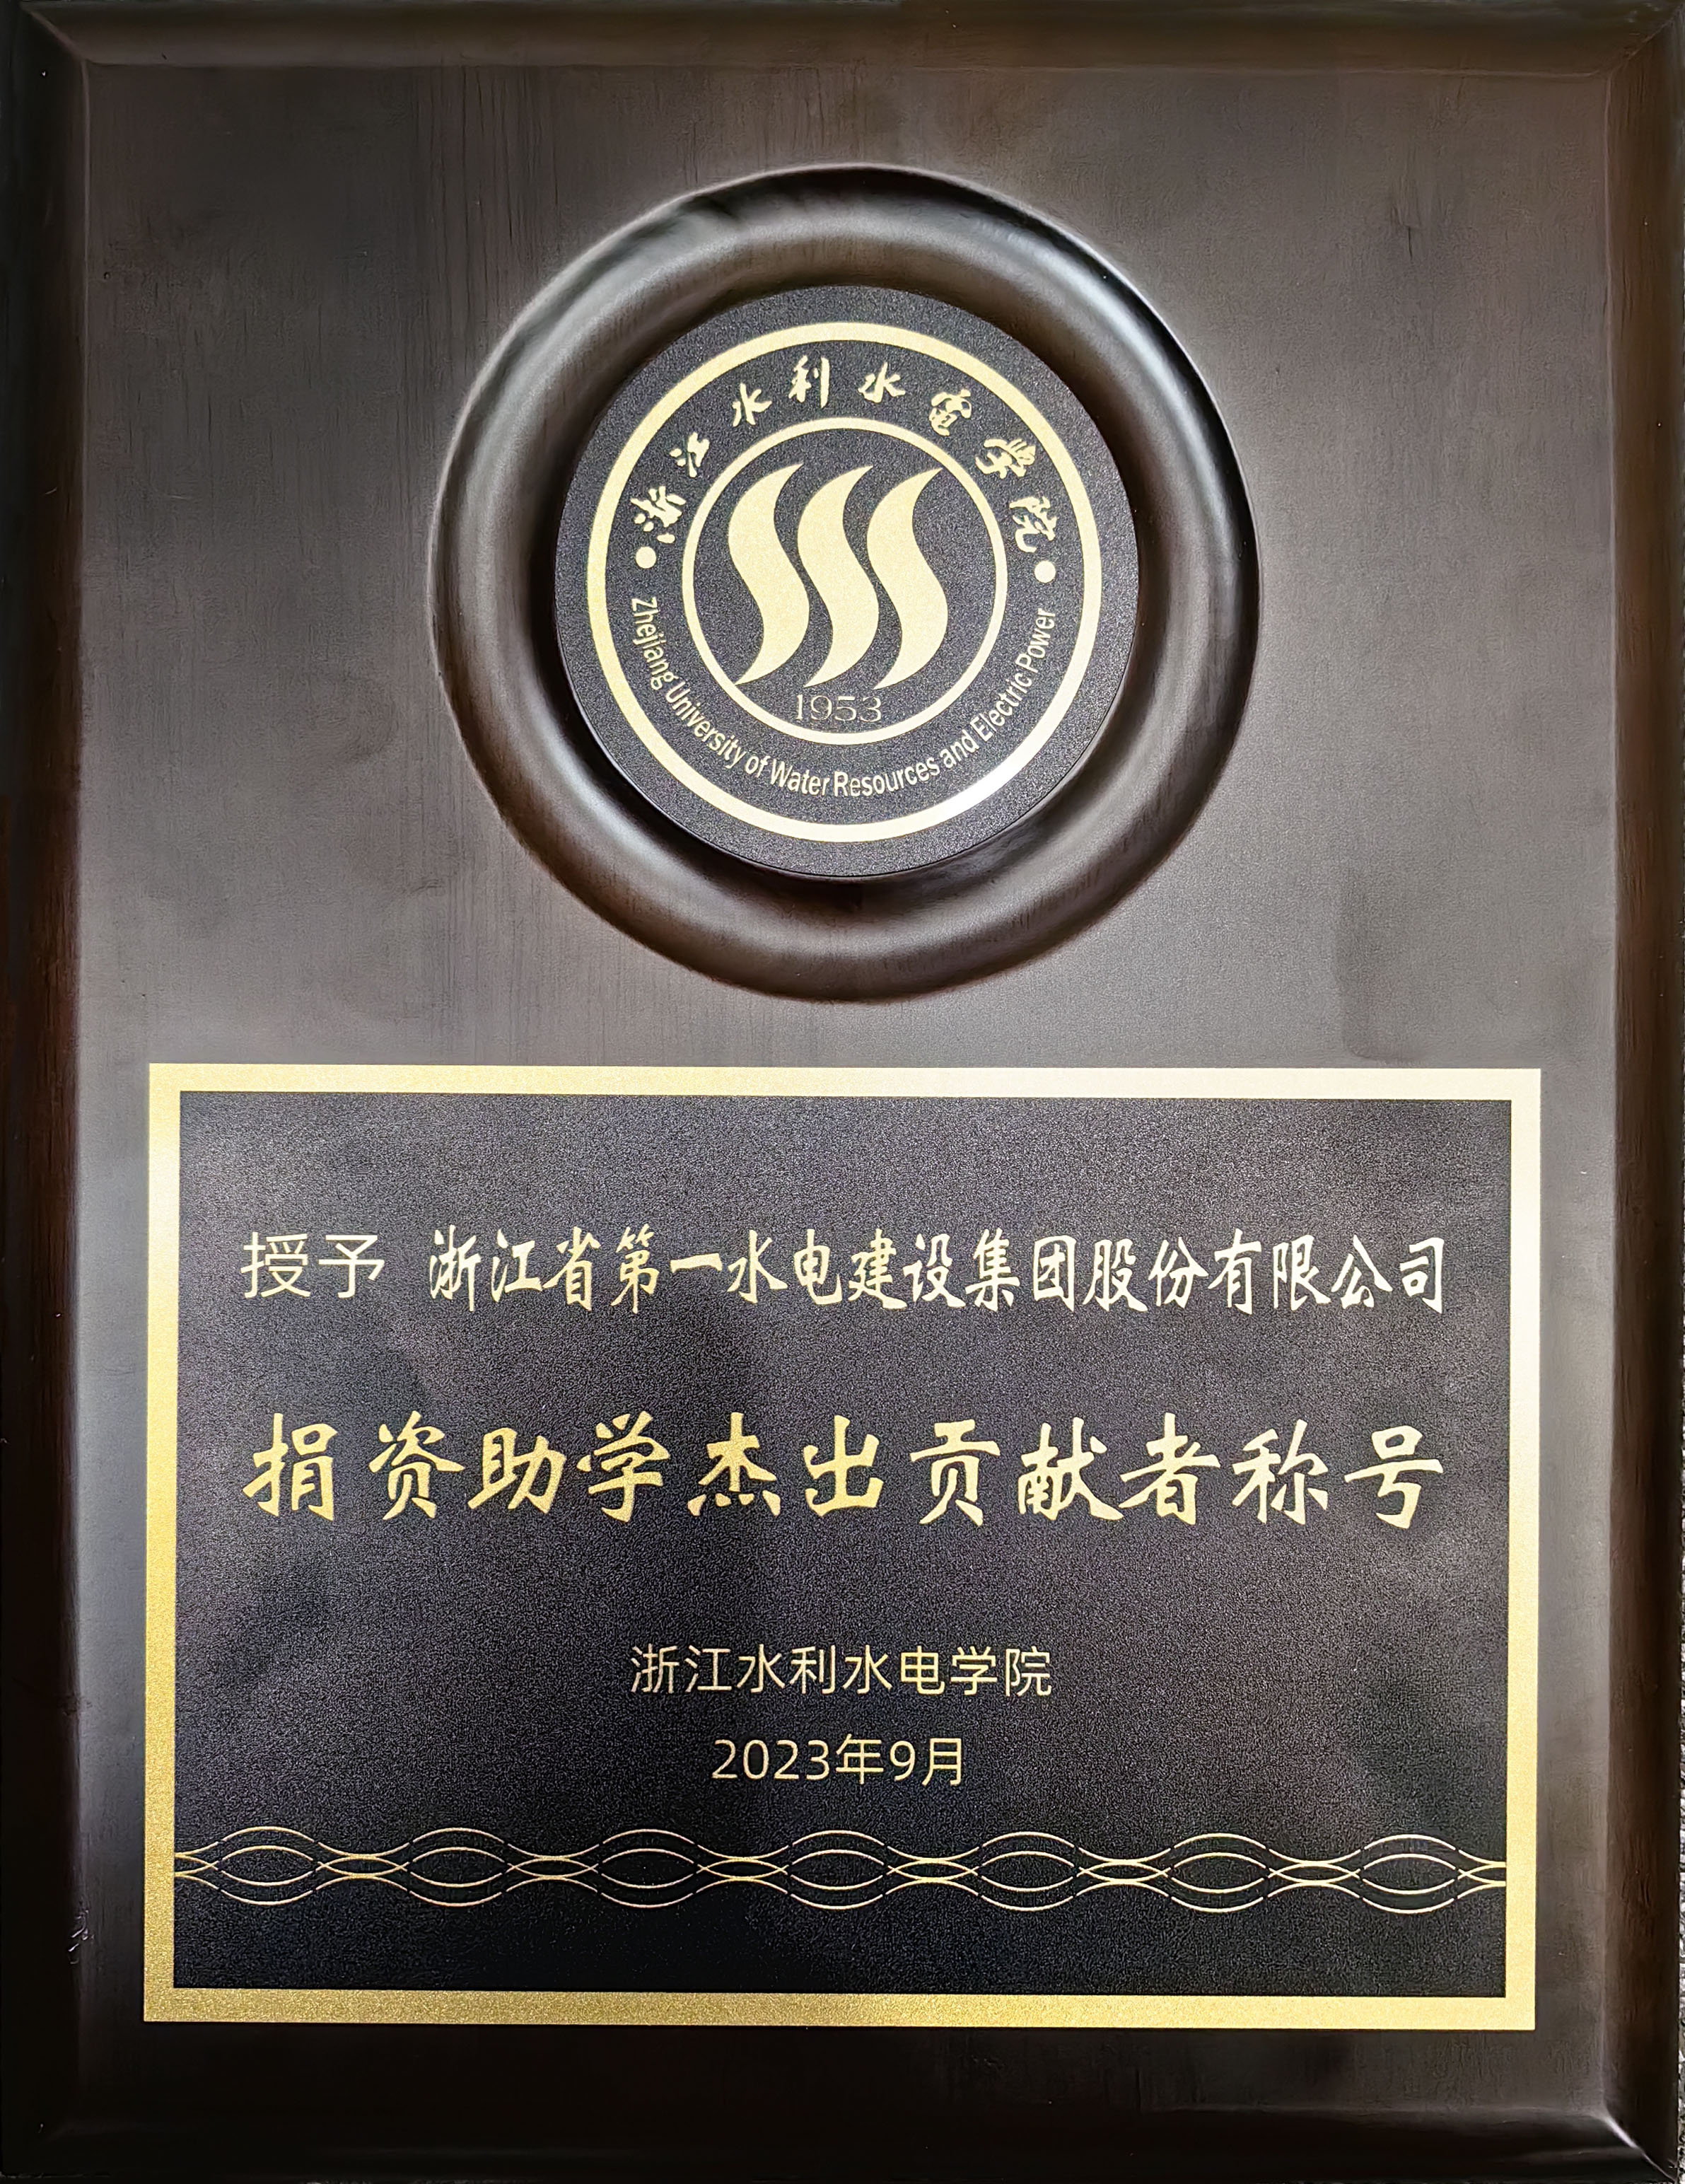 浙江水利水电学院
1953
Zhejiang University of Water Resources and Electric Power
授予 浙江省第一水电建设集团股份有限公司
捐资助学杰出贡献者称号
浙江水利水电学院
2023年9月